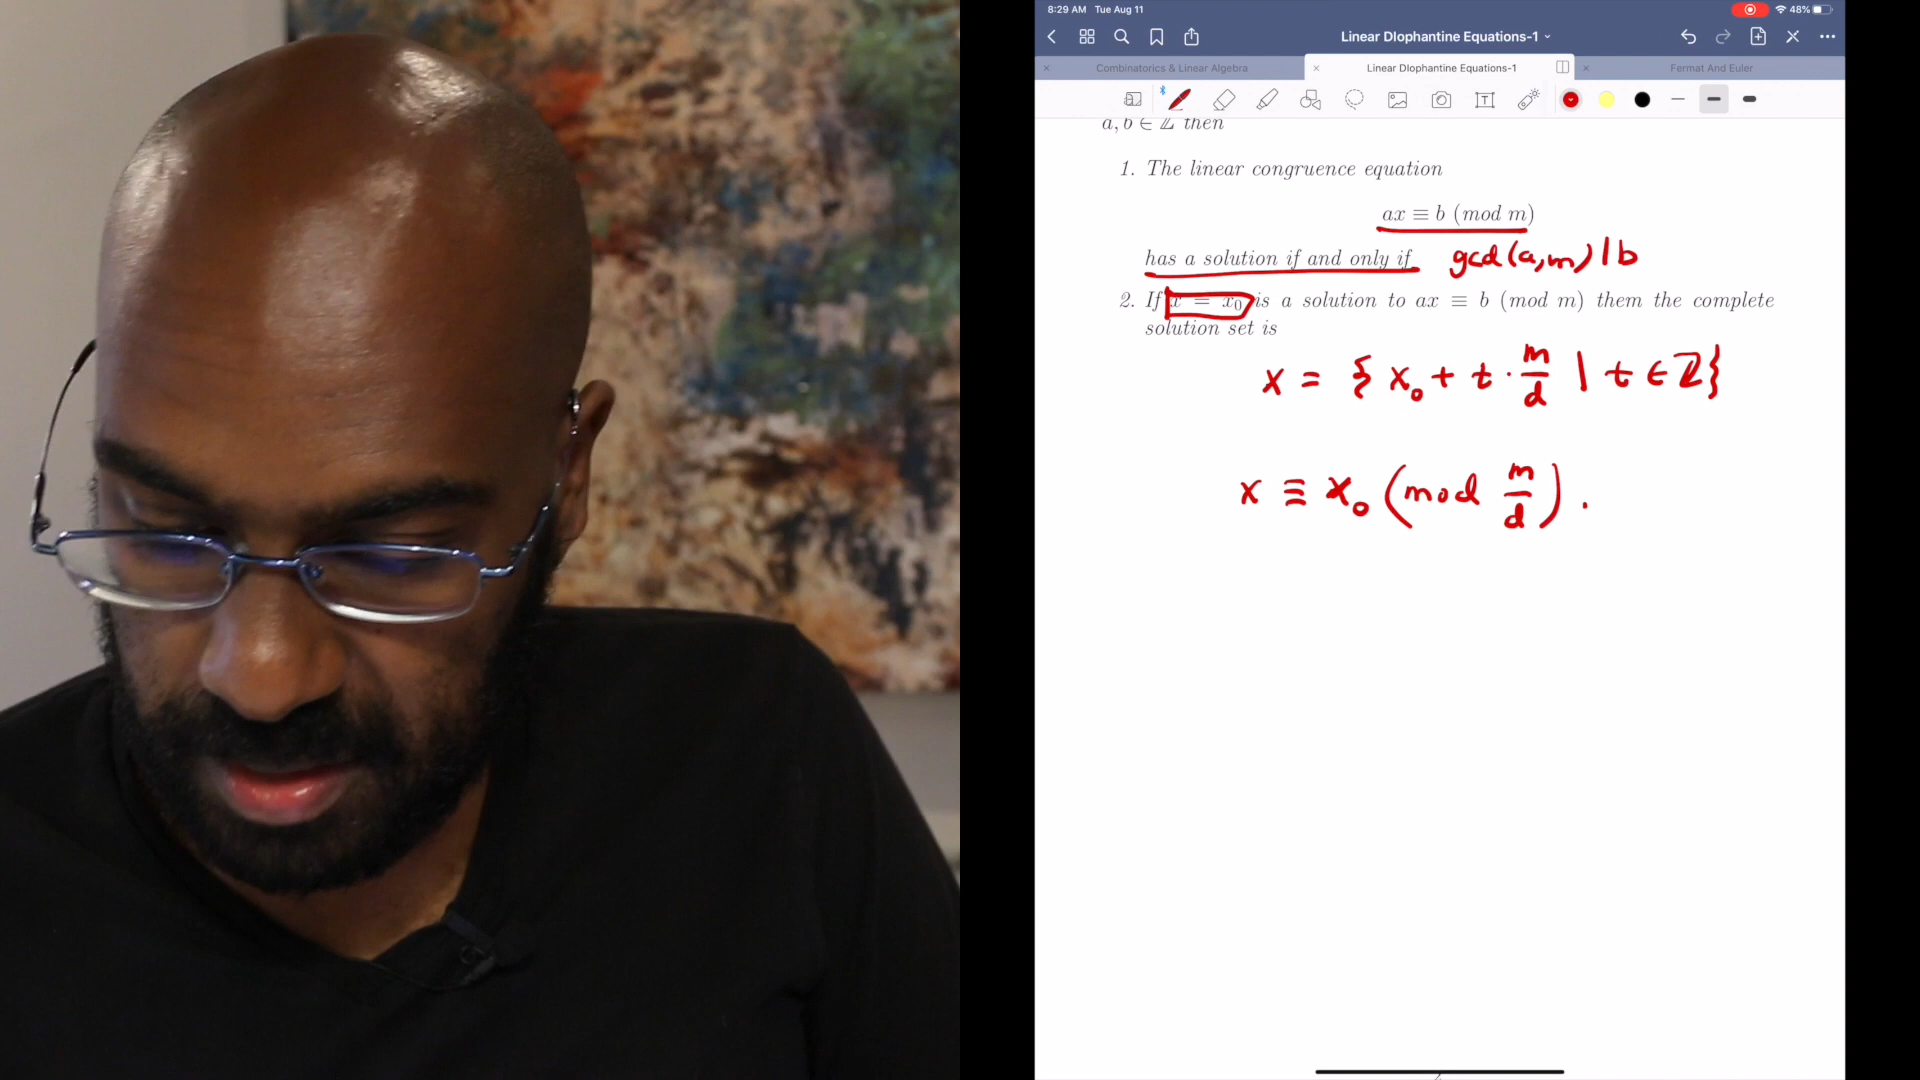 8:29 AM Tue Aug 11
48%
Linear DIophantine Equations-1
Combinatorics & Linear Algebra
Linear DIophantine Equations-1
Fermat And Euler
a, b ∈ ℤ then
1. The linear congruence equation
ax ≡ b (mod m)
has a solution if and only if gcd(a,m) | b
2. If x = x₀ is a solution to ax ≡ b (mod m) them the complete
solution set is
x = { x₀ + t · m/d | t ∈ ℤ }
x ≡ x₀ (mod m/d).